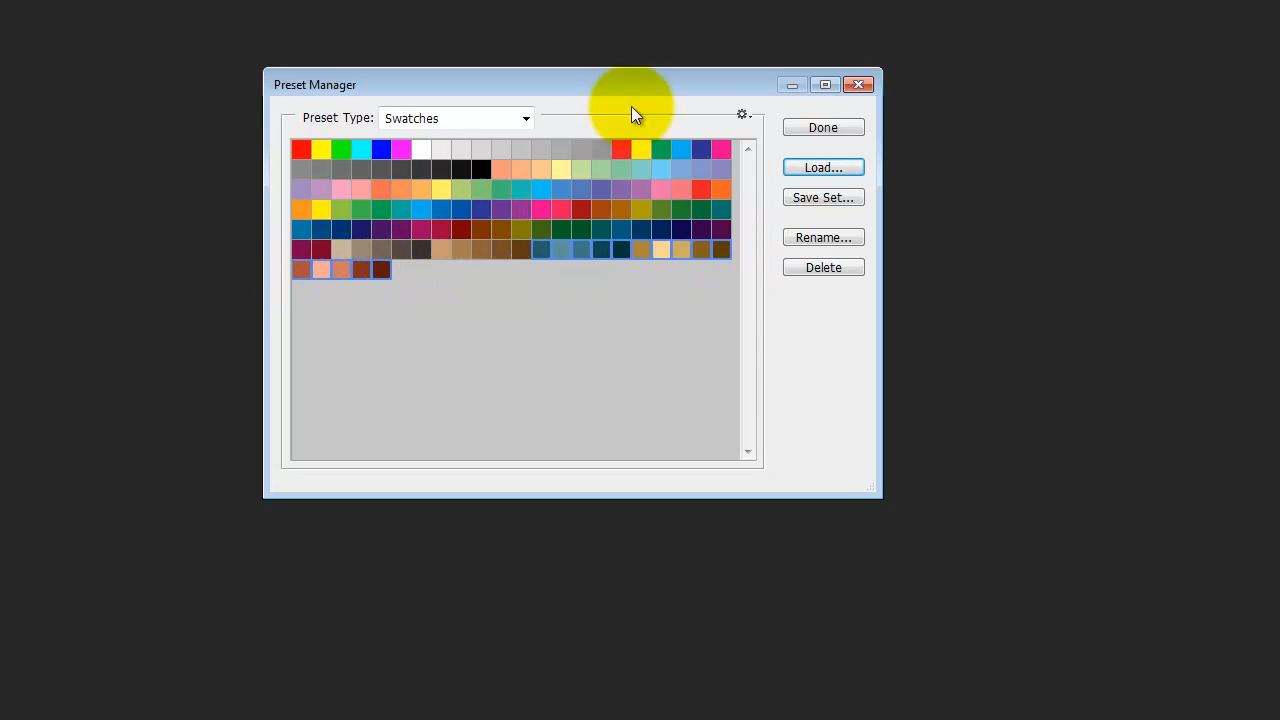 Preset Manager
Preset Type: Swatches
Done
Load...
Save Set...
Rename...
Delete